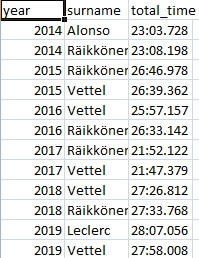 year surname total_time
2014 Alonso 23:03.728
2014 Räikköner 23:08.198
2015 Räikköner 26:46.978
2015 Vettel 26:39.362
2016 Vettel 25:57.157
2016 Räikköner 26:33.142
2017 Räikköner 21:52.122
2017 Vettel 21:47.379
2018 Vettel 27:26.812
2018 Räikköner 27:33.768
2019 Leclerc 28:07.056
2019 Vettel 27:58.008